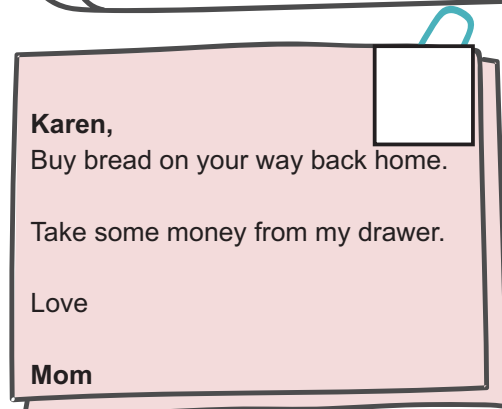 Karen,
Buy bread on your way back home.
Take some money from my drawer.
Love
Mom